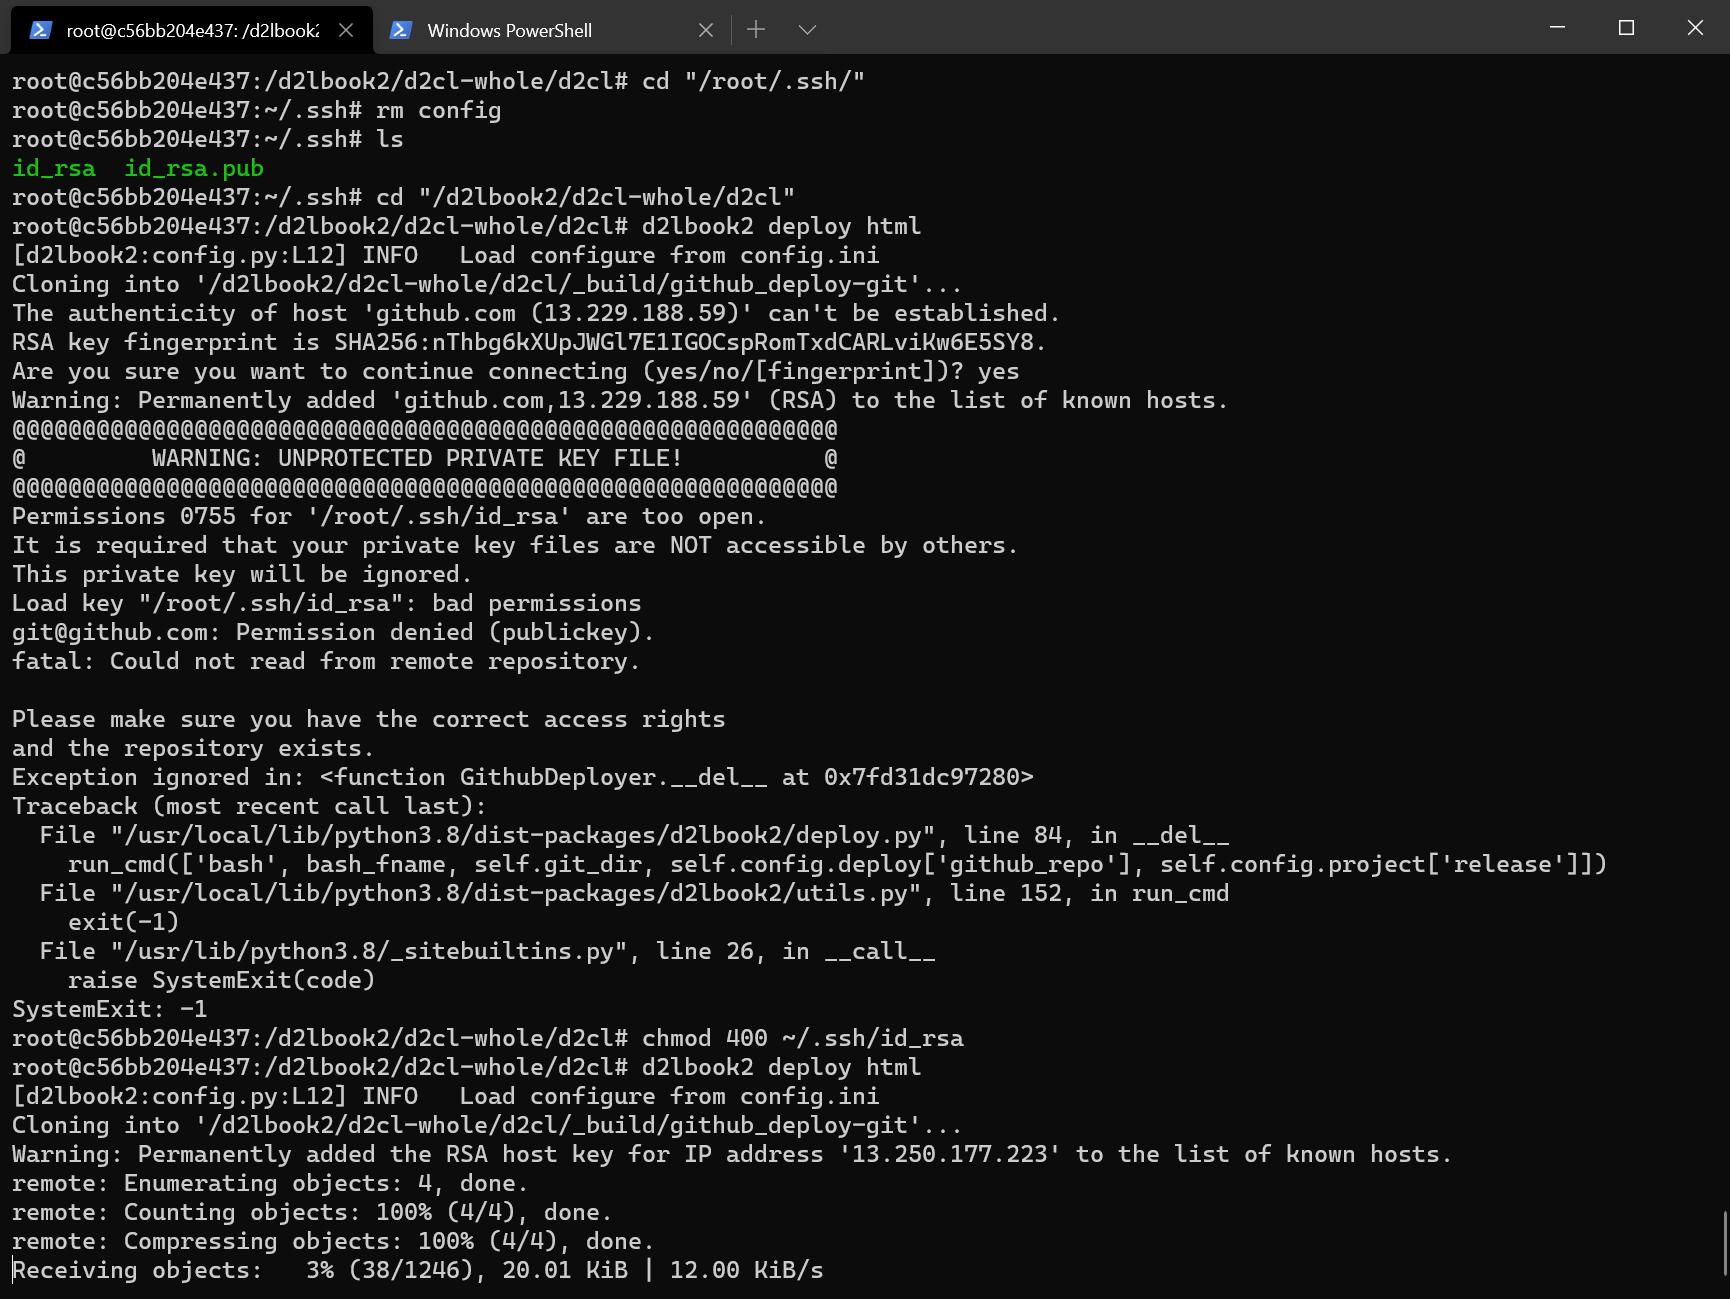 root@c56bb204e437: /d2lbook2
Windows PowerShell
root@c56bb204e437:/d2lbook2/d2cl-whole/d2cl# cd "/root/.ssh/"
root@c56bb204e437:~/.ssh# rm config
root@c56bb204e437:~/.ssh# ls
id_rsa  id_rsa.pub
root@c56bb204e437:~/.ssh# cd "/d2lbook2/d2cl-whole/d2cl"
root@c56bb204e437:/d2lbook2/d2cl-whole/d2cl# d2lbook2 deploy html
[d2lbook2:config.py:L12] INFO   Load configure from config.ini
Cloning into '/d2lbook2/d2cl-whole/d2cl/_build/github_deploy-git'...
The authenticity of host 'github.com (13.229.188.59)' can't be established.
RSA key fingerprint is SHA256:nThbg6kXUpJWGl7E1IGOCspRomTxdCARLviKw6E5SY8.
Are you sure you want to continue connecting (yes/no/[fingerprint])? yes
Warning: Permanently added 'github.com,13.229.188.59' (RSA) to the list of known hosts.
@@@@@@@@@@@@@@@@@@@@@@@@@@@@@@@@@@@@@@@@@@@@@@@@@@@@@@@@@@@
@         WARNING: UNPROTECTED PRIVATE KEY FILE!          @
@@@@@@@@@@@@@@@@@@@@@@@@@@@@@@@@@@@@@@@@@@@@@@@@@@@@@@@@@@@
Permissions 0755 for '/root/.ssh/id_rsa' are too open.
It is required that your private key files are NOT accessible by others.
This private key will be ignored.
Load key "/root/.ssh/id_rsa": bad permissions
git@github.com: Permission denied (publickey).
fatal: Could not read from remote repository.

Please make sure you have the correct access rights
and the repository exists.
Exception ignored in: <function GithubDeployer.__del__ at 0x7fd31dc97280>
Traceback (most recent call last):
  File "/usr/local/lib/python3.8/dist-packages/d2lbook2/deploy.py", line 84, in __del__
    run_cmd(['bash', bash_fname, self.git_dir, self.config.deploy['github_repo'], self.config.project['release']])
  File "/usr/local/lib/python3.8/dist-packages/d2lbook2/utils.py", line 152, in run_cmd
    exit(-1)
  File "/usr/lib/python3.8/_sitebuiltins.py", line 26, in __call__
    raise SystemExit(code)
SystemExit: -1
root@c56bb204e437:/d2lbook2/d2cl-whole/d2cl# chmod 400 ~/.ssh/id_rsa
root@c56bb204e437:/d2lbook2/d2cl-whole/d2cl# d2lbook2 deploy html
[d2lbook2:config.py:L12] INFO   Load configure from config.ini
Cloning into '/d2lbook2/d2cl-whole/d2cl/_build/github_deploy-git'...
Warning: Permanently added the RSA host key for IP address '13.250.177.223' to the list of known hosts.
remote: Enumerating objects: 4, done.
remote: Counting objects: 100% (4/4), done.
remote: Compressing objects: 100% (4/4), done.
Receiving objects:   3% (38/1246), 20.01 KiB | 12.00 KiB/s